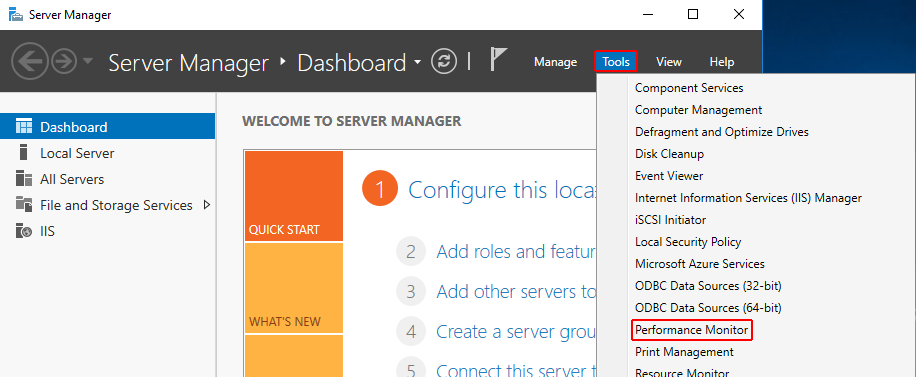 Server Manager
Server Manager ‣ Dashboard
Manage Tools View Help
Dashboard
Local Server
All Servers
File and Storage Services
IIS
WELCOME TO SERVER MANAGER
QUICK START
WHAT'S NEW
1 Configure this loca
2 Add roles and featur
3 Add other servers to
4 Create a server grou
5 Connect this server t
Component Services
Computer Management
Defragment and Optimize Drives
Disk Cleanup
Event Viewer
Internet Information Services (IIS) Manager
iSCSI Initiator
Local Security Policy
Microsoft Azure Services
ODBC Data Sources (32-bit)
ODBC Data Sources (64-bit)
Performance Monitor
Print Management
Resource Monitor